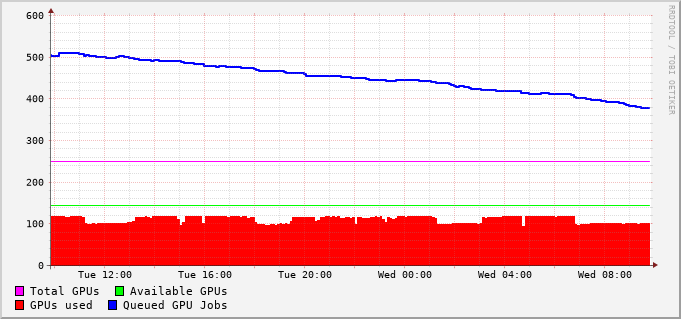 600
500
400
300
200
100
0
Tue 12:00 Tue 16:00 Tue 20:00 Wed 00:00 Wed 04:00 Wed 08:00
Total GPUs Available GPUs
GPUs used Queued GPU Jobs
RRDTOOL / TOBI OETIKER